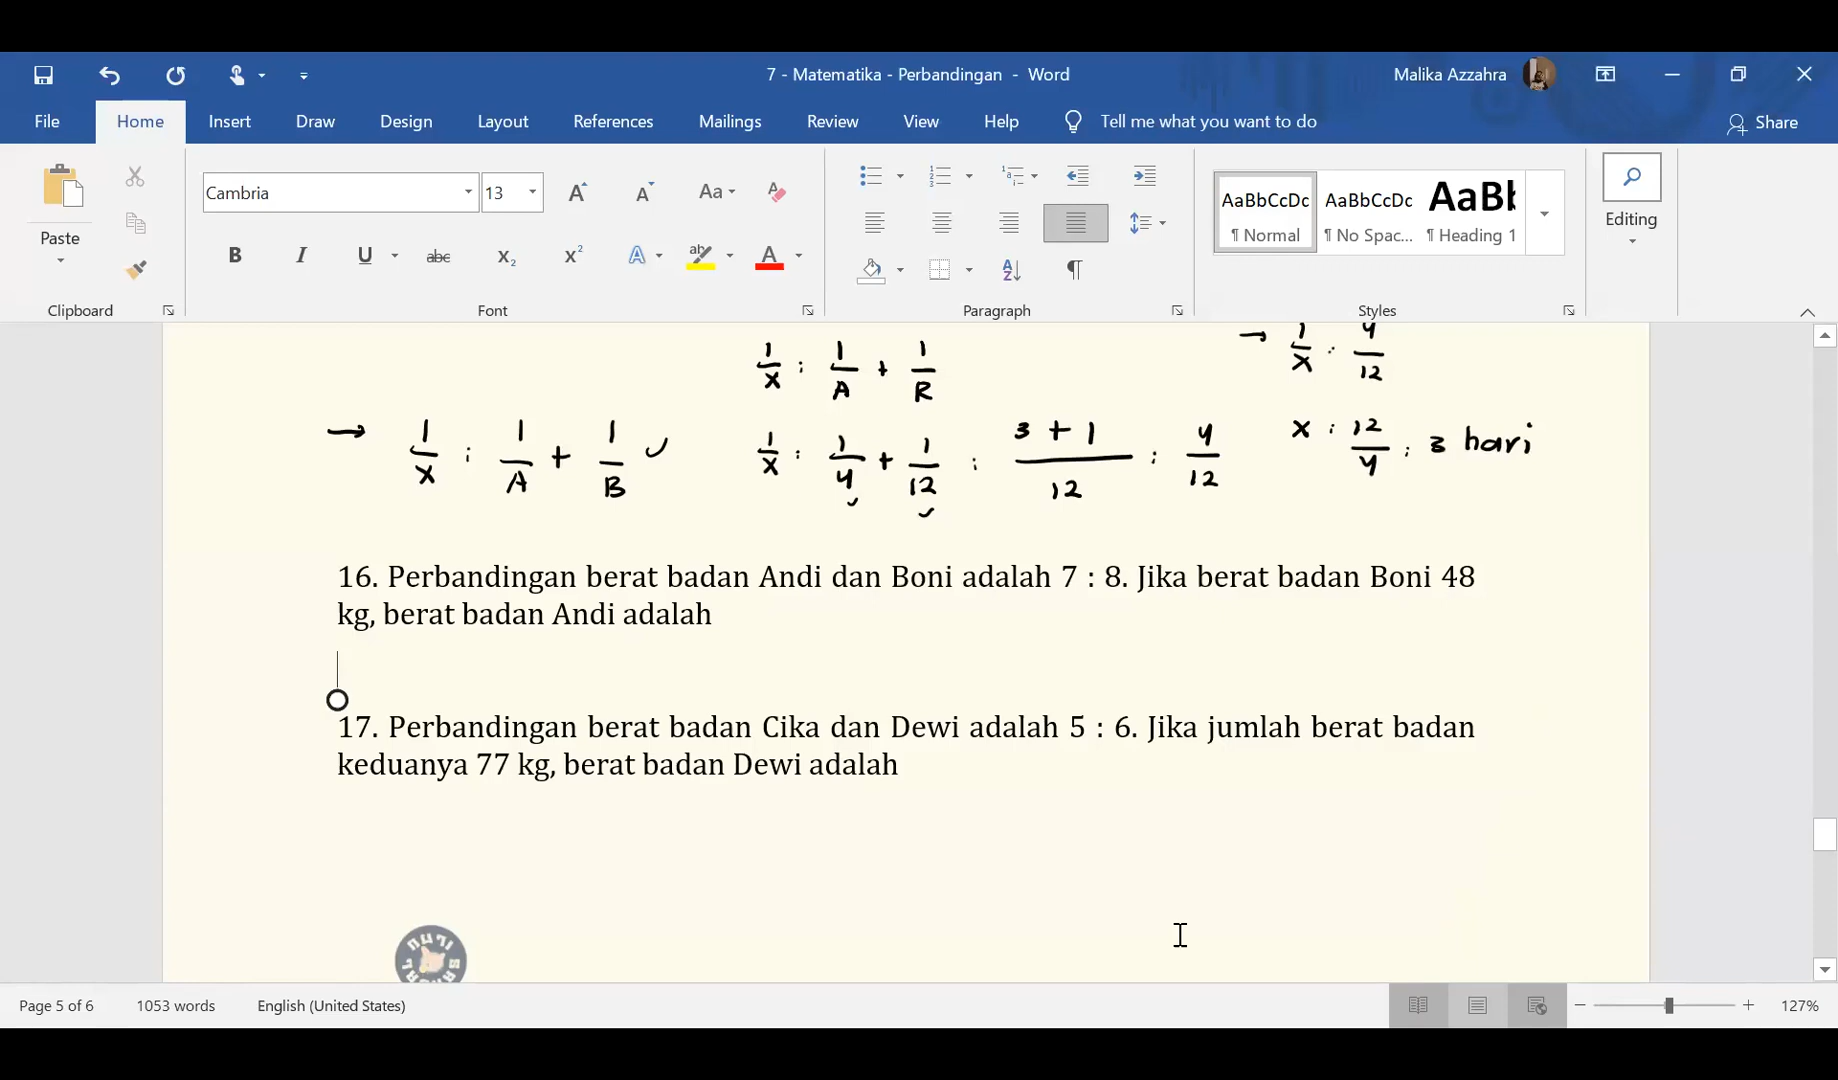 7 - Matematika - Perbandingan - Word
Malika Azzahra
File Home Insert Draw Design Layout References Mailings Review View Help Tell me what you want to do Share
Paste
Clipboard
Cambria 13
Aa
B I U abc X₂ X² A ab A
Font
Paragraph
AaBbCcDc AaBbCcDc AaBb
¶ Normal ¶ No Spac... ¶ Heading 1
Styles
Editing
1/x : 1/A + 1/R
→ 1/x : 4/12
→ 1/x : 1/A + 1/B
1/x : 1/4 + 1/12 : 3 + 1/12 : 4/12
x : 12/4 : 3 hari
16. Perbandingan berat badan Andi dan Boni adalah 7 : 8. Jika berat badan Boni 48
kg, berat badan Andi adalah
17. Perbandingan berat badan Cika dan Dewi adalah 5 : 6. Jika jumlah berat badan
keduanya 77 kg, berat badan Dewi adalah
Page 5 of 6 1053 words English (United States) 127%